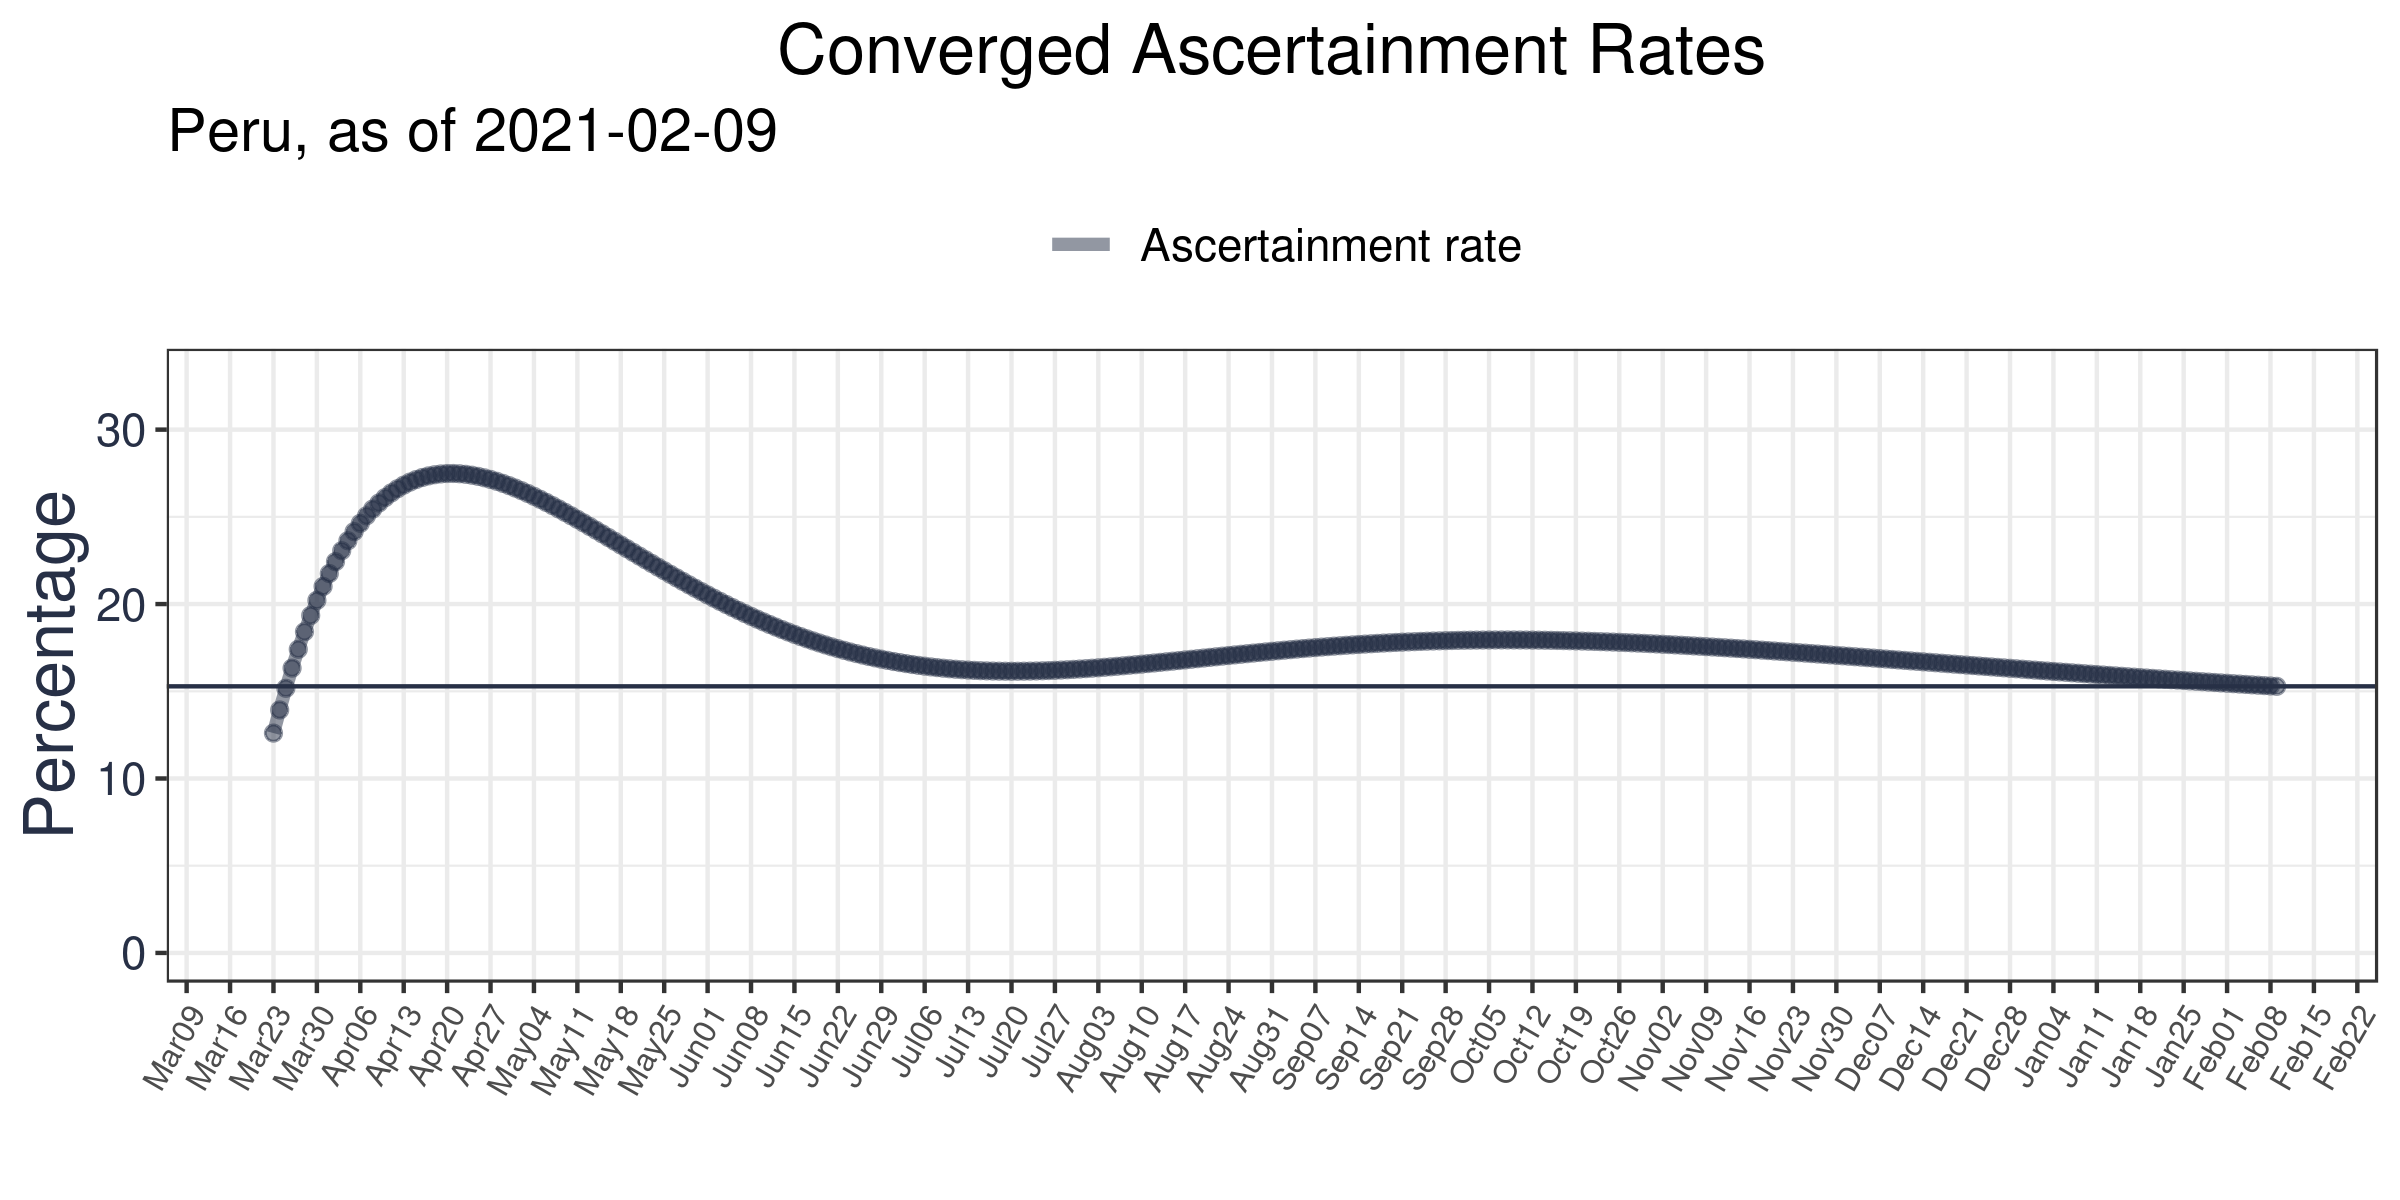 Converged Ascertainment Rates
Peru, as of 2021-02-09
Ascertainment rate
Percentage
30
20
10
0
Mar09
Mar16
Mar23
Mar30
Apr06
Apr13
Apr20
Apr27
May04
May11
May18
May25
Jun01
Jun08
Jun15
Jun22
Jun29
Jul06
Jul13
Jul20
Jul27
Aug03
Aug10
Aug17
Aug24
Aug31
Sep07
Sep14
Sep21
Sep28
Oct05
Oct12
Oct19
Oct26
Nov02
Nov09
Nov16
Nov23
Nov30
Dec07
Dec14
Dec21
Dec28
Jan04
Jan11
Jan18
Jan25
Feb01
Feb08
Feb15
Feb22